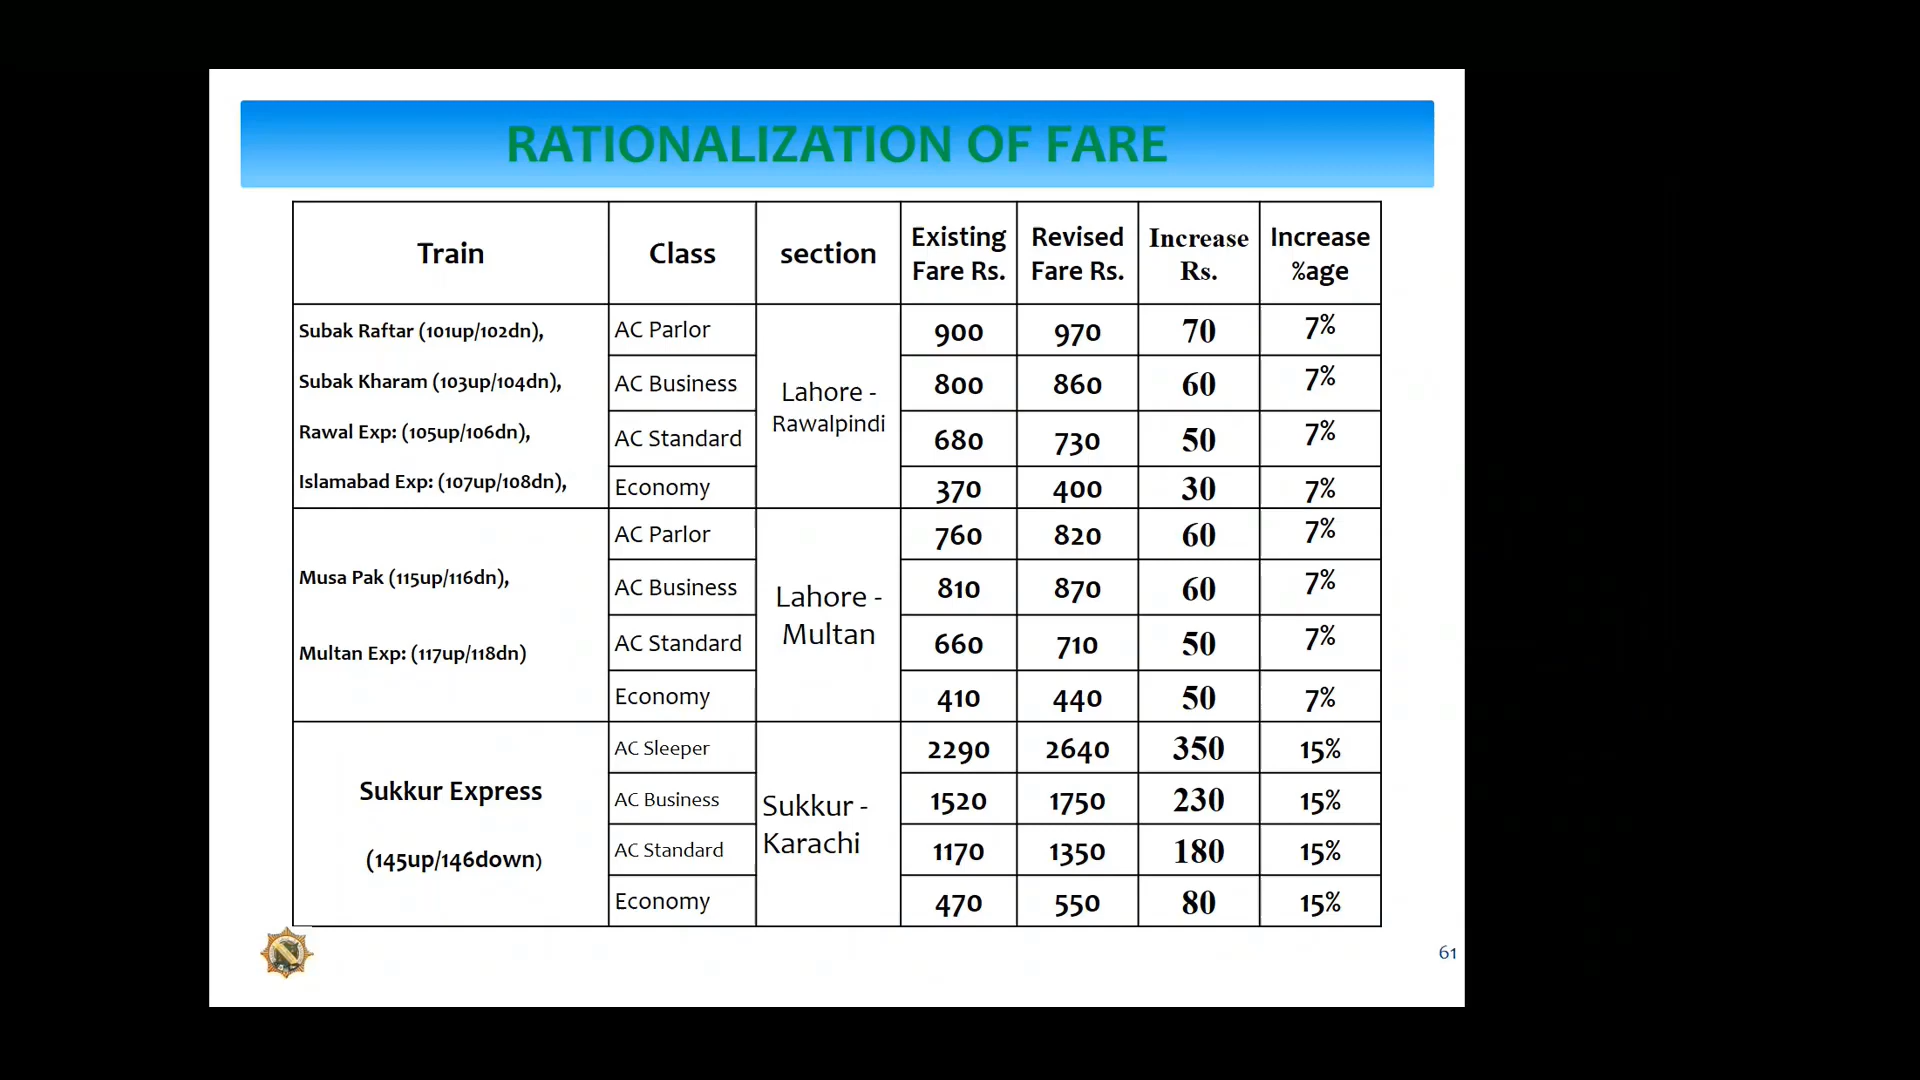 RATIONALIZATION OF FARE
Train Class section Existing Fare Rs. Revised Fare Rs. Increase Rs. Increase %age
Subak Raftar (101up/102dn),
Subak Kharam (103up/104dn),
Rawal Exp: (105up/106dn),
Islamabad Exp: (107up/108dn),
Lahore -
Rawalpindi
AC Parlor 900 970 70 7%
AC Business 800 860 60 7%
AC Standard 680 730 50 7%
Economy 370 400 30 7%
Musa Pak (115up/116dn),
Multan Exp: (117up/118dn)
Lahore -
Multan
AC Parlor 760 820 60 7%
AC Business 810 870 60 7%
AC Standard 660 710 50 7%
Economy 410 440 50 7%
Sukkur Express
(145up/146down)
Sukkur -
Karachi
AC Sleeper 2290 2640 350 15%
AC Business 1520 1750 230 15%
AC Standard 1170 1350 180 15%
Economy 470 550 80 15%
61